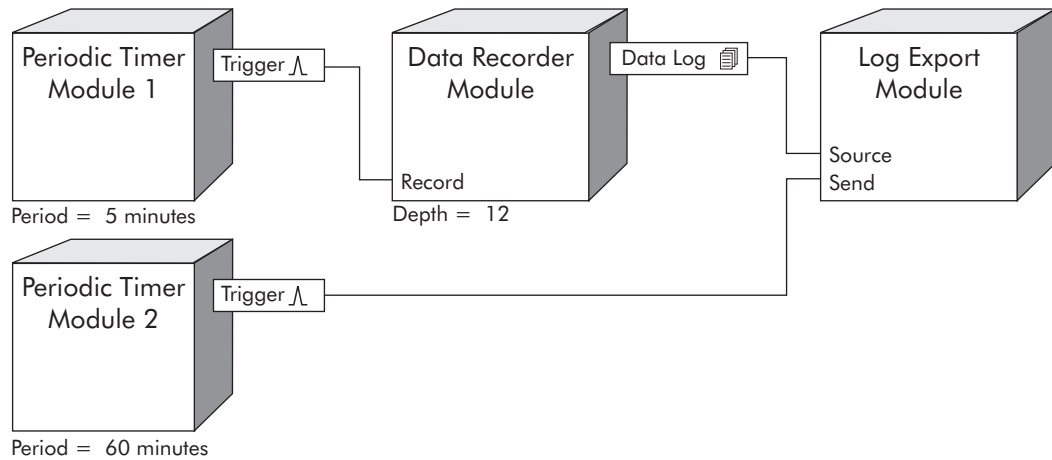 Periodic Timer
Module 1
Trigger
Period = 5 minutes
Data Recorder
Module
Data Log
Record
Depth = 12
Log Export
Module
Source
Send
Periodic Timer
Module 2
Trigger
Period = 60 minutes